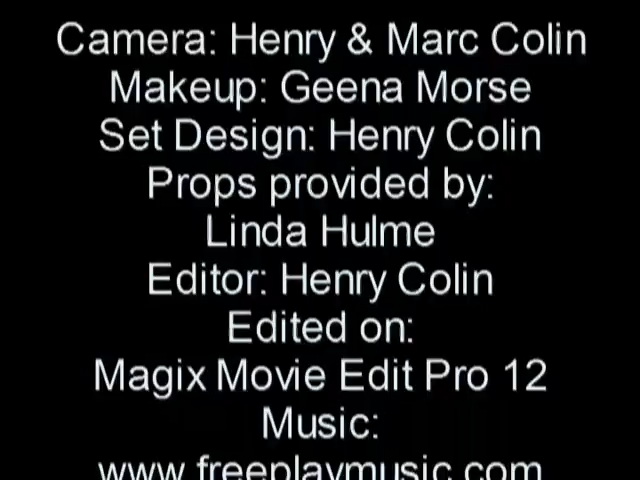 Camera: Henry & Marc Colin
Makeup: Geena Morse
Set Design: Henry Colin
Props provided by:
Linda Hulme
Editor: Henry Colin
Edited on:
Magix Movie Edit Pro 12
Music:
www.freeplaymusic.com